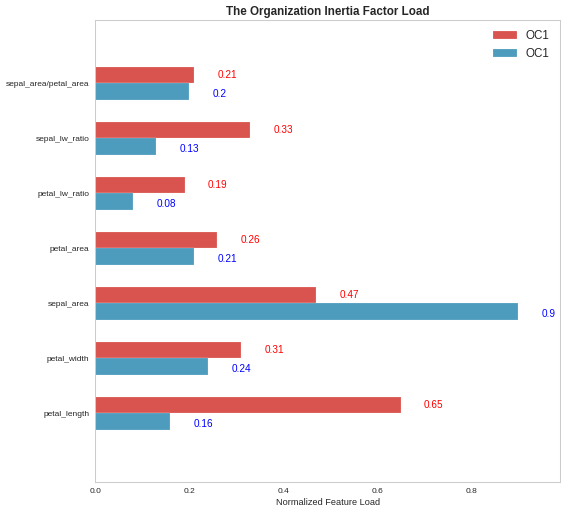 The Organization Inertia Factor Load
OC1
OC1
sepal_area/petal_area
0.21
0.2
sepal_lw_ratio
0.33
0.13
petal_lw_ratio
0.19
0.08
petal_area
0.26
0.21
sepal_area
0.47
0.9
petal_width
0.31
0.24
petal_length
0.65
0.16
0.0 0.2 0.4 0.6 0.8
Normalized Feature Load